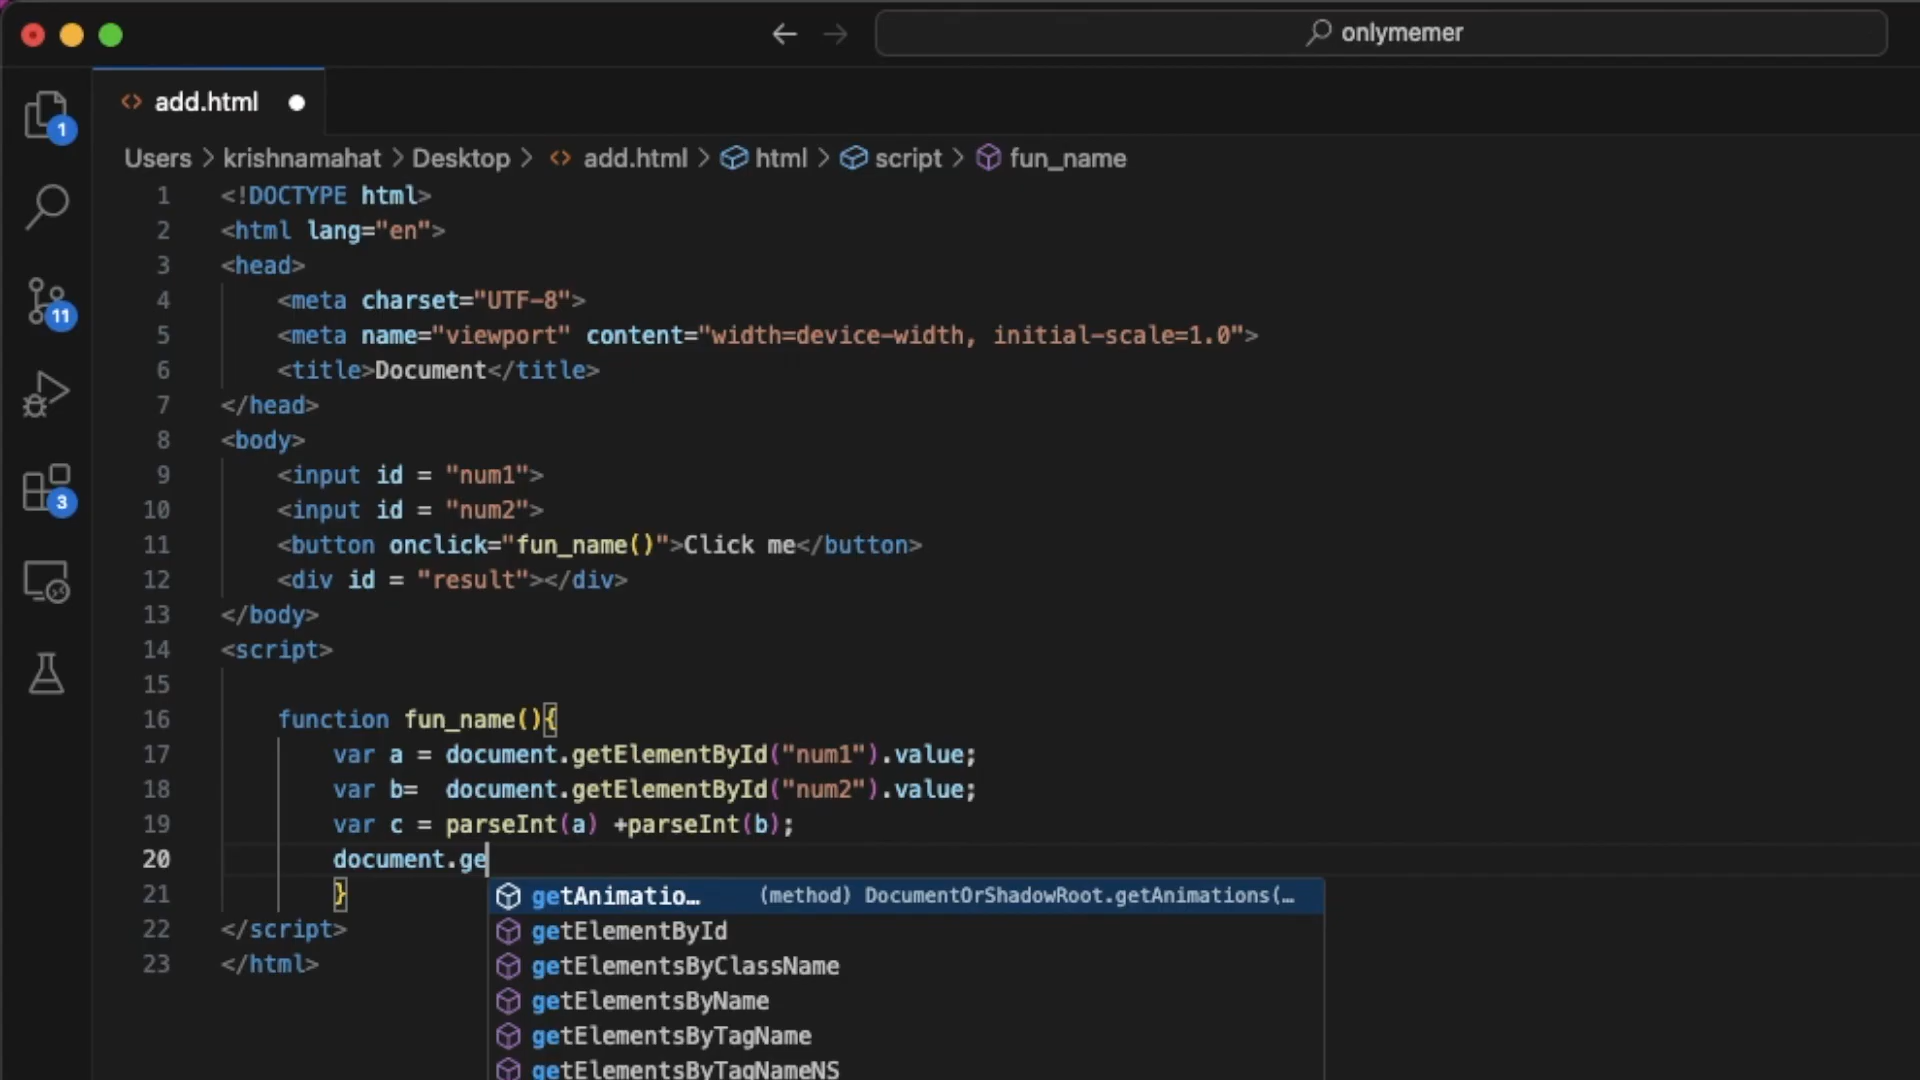 onlymemer
<> add.html
1
Users > krishnamahat > Desktop > <> add.html > html > script > fun_name
1 <!DOCTYPE html>
2 <html lang="en">
3 <head>
4 <meta charset="UTF-8">
5 <meta name="viewport" content="width=device-width, initial-scale=1.0">
6 <title>Document</title>
7 </head>
8 <body>
9 <input id = "num1">
10 <input id = "num2">
11 <button onclick="fun_name()">Click me</button>
12 <div id = "result"></div>
13 </body>
14 <script>
15
16 function fun_name(){
17 var a = document.getElementById("num1").value;
18 var b=  document.getElementById("num2").value;
19 var c = parseInt(a) +parseInt(b);
20 document.ge
21 }
getAnimatio… (method) DocumentOrShadowRoot.getAnimations(…
22 </script>
getElementById
getElementsByClassName
23 </html>
getElementsByName
getElementsByTagName
getElementsByTagNameNS
11
3